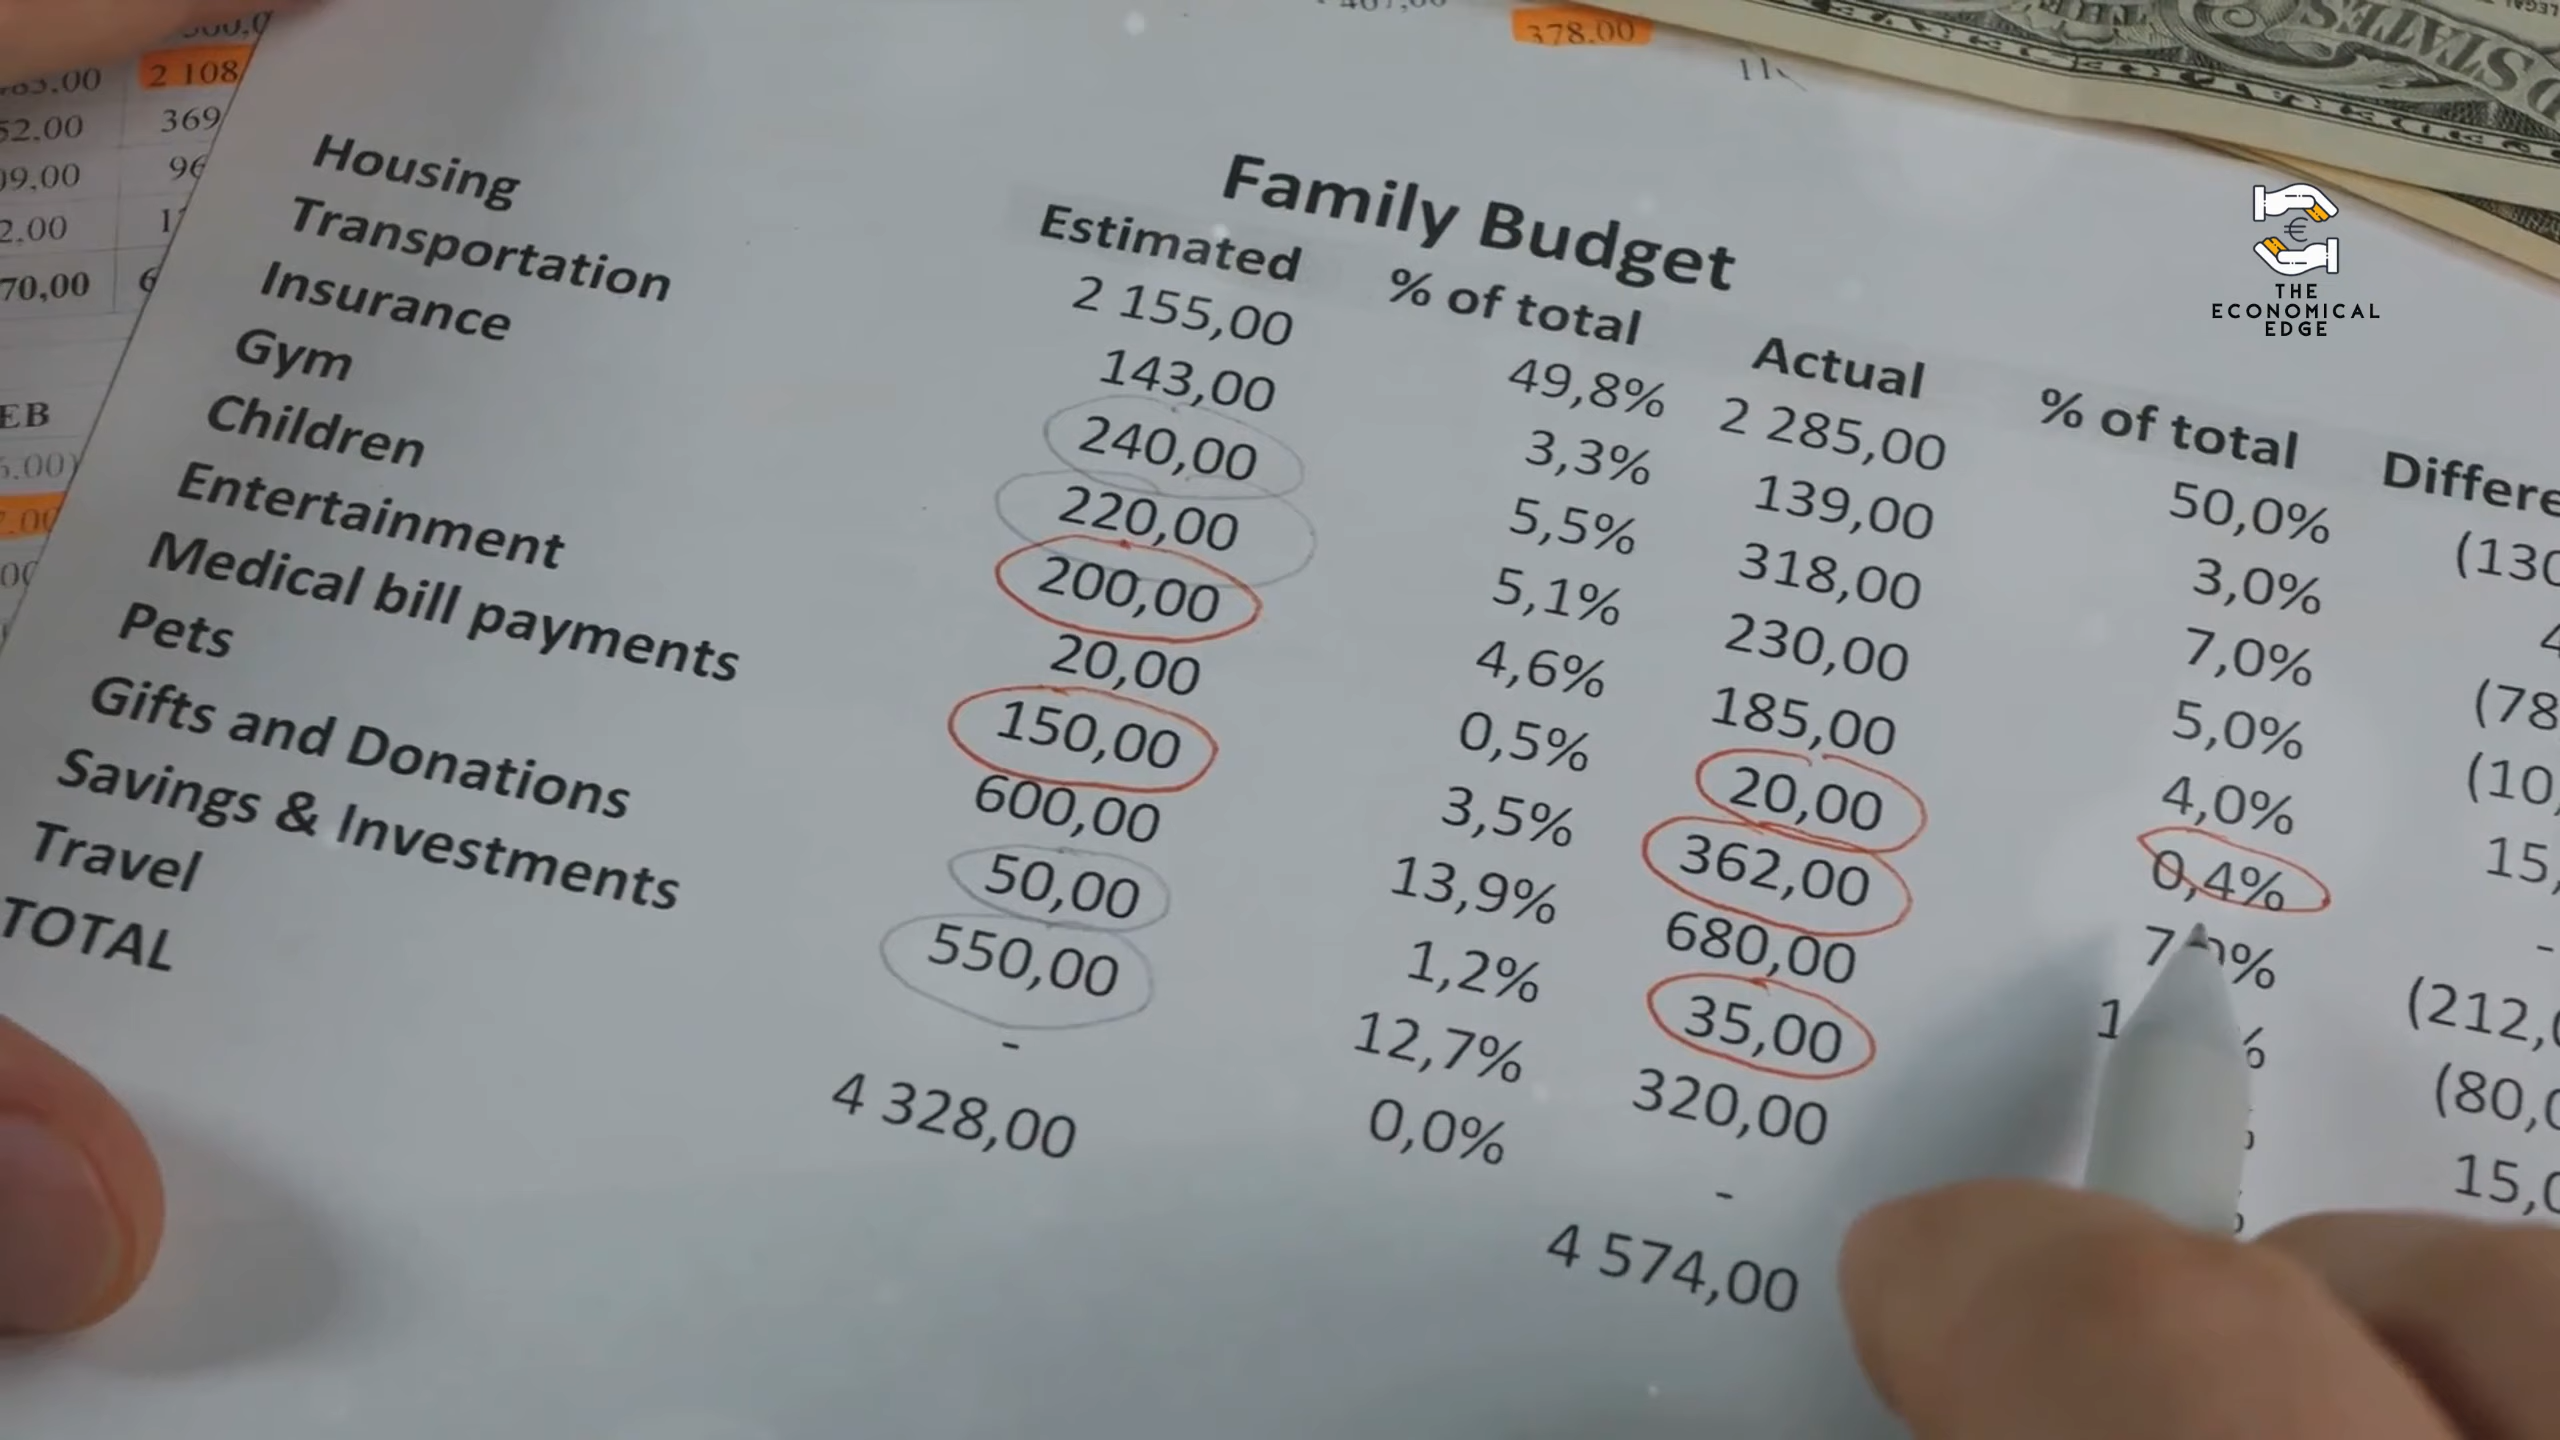 2 108
369
52.00
2.00
70,00
EB
378.00
Family Budget
Estimated % of total Actual % of total
Housing 2 155,00 49,8% 2 285,00 50,0%
Transportation 143,00 3,3% 139,00 3,0%
Insurance 240,00 5,5% 318,00 7,0%
Gym 220,00 5,1% 230,00 5,0%
Children 200,00 4,6% 185,00 4,0%
Entertainment 20,00 0,5% 20,00 0,4%
Medical bill payments 150,00 3,5% 362,00
Pets 600,00 13,9% 680,00
Gifts and Donations 50,00 1,2% 35,00
Savings & Investments 550,00 12,7% 320,00
Travel - 0,0% -
TOTAL 4 328,00 4 574,00
THE
ECONOMICAL
EDGE